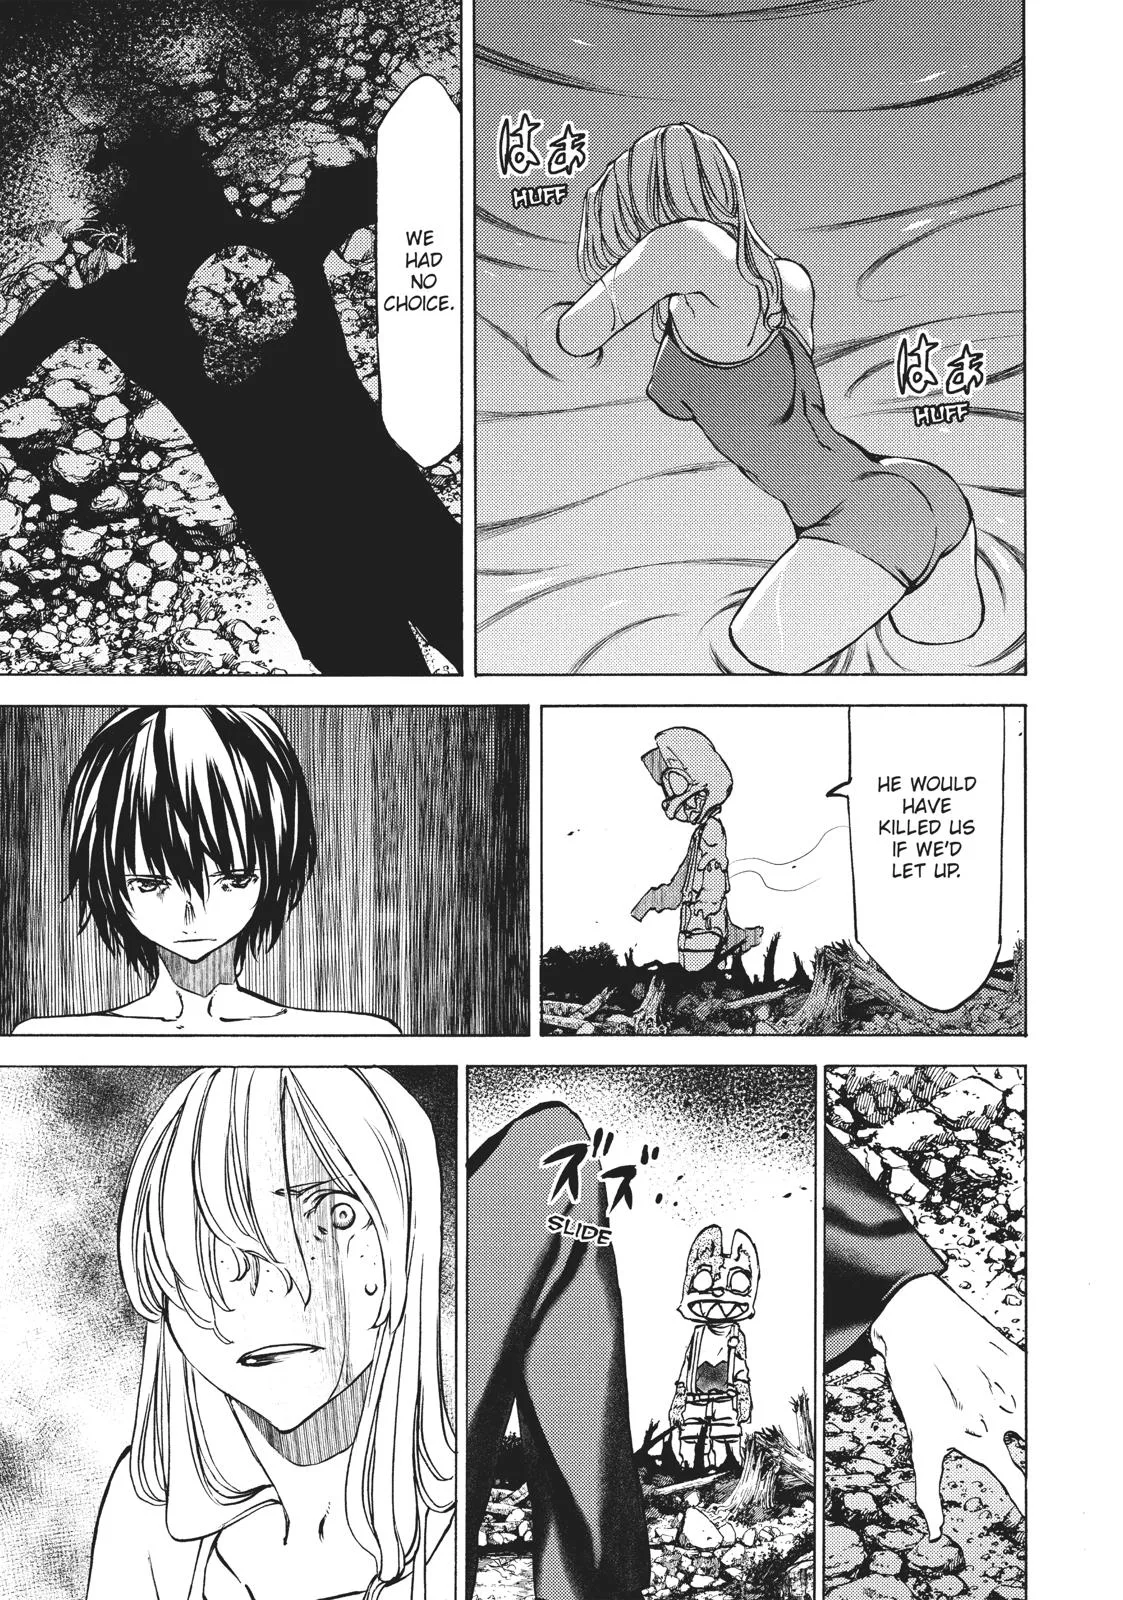 はぁ
HUFF
はぁ
HUFF
WE
HAD
NO
CHOICE.
HE WOULD
HAVE
KILLED US
IF WE'D
LET UP.
ズズ
SLIDE